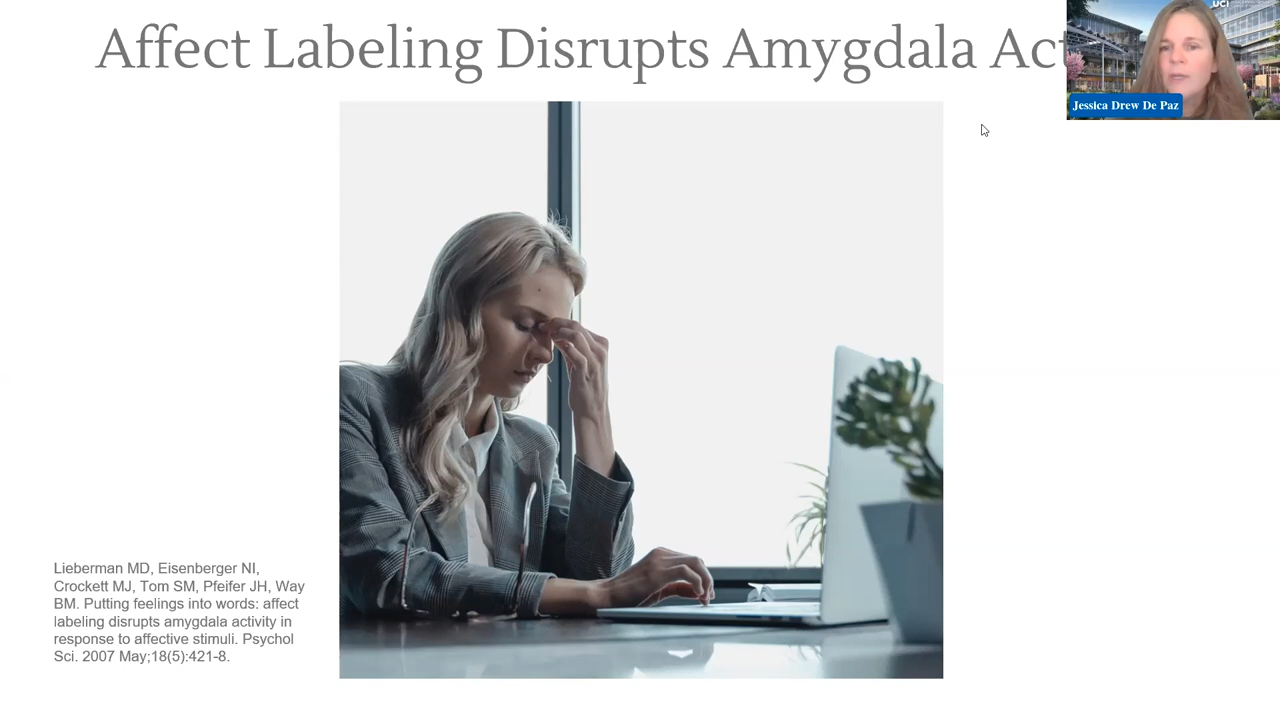 Affect Labeling Disrupts Amygdala Act
UCI
Jessica Drew De Paz
Lieberman MD, Eisenberger NI,
Crockett MJ, Tom SM, Pfeifer JH, Way
BM. Putting feelings into words: affect
labeling disrupts amygdala activity in
response to affective stimuli. Psychol
Sci. 2007 May;18(5):421-8.